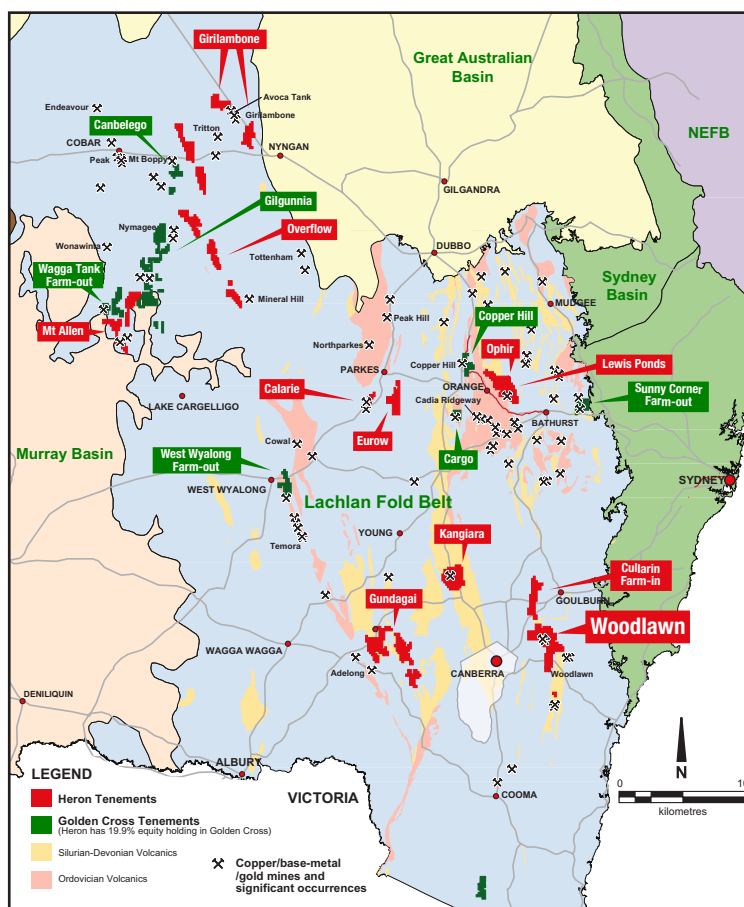 Girilambone
Great Australian
Basin
NEFB
Endeavour
Avoca Tank
Girilambone
Canbelego
Tritton
COBAR
Peak
Mt Boppy
NYNGAN
GILGANDRA
Gilgunnia
Nymagee
Overflow
Wonawinta
Tottenham
DUBBO
Sydney
Basin
Wagga Tank
Farm-out
Mineral Hill
MUDGEE
Peak Hill
Copper Hill
Mt Allen
Northparkes
Ophir
Copper Hill
Lewis Ponds
PARKES
Calarie
ORANGE
Sunny Corner
Farm-out
LAKE CARGELLIGO
Cadia Ridgeway
BATHURST
Eurow
Cowal
Cargo
Murray Basin
West Wyalong
Farm-out
WEST WYALONG
SYDNEY
Lachlan Fold Belt
YOUNG
Kangiara
Temora
Cullarin
Farm-in
Gundagai
GOULBURN
Woodlawn
WAGGA WAGGA
CANBERRA
Adelong
Woodlawn
DENILIQUIN
N
ALBURY
LEGEND
VICTORIA
0
10
kilometres
COOMA
Heron Tenements
Golden Cross Tenements
(Heron has 19.9% equity holding in Golden Cross)
Silurian-Devonian Volcanics
Ordovician Volcanics
Copper/base-metal
/gold mines and
significant occurrences